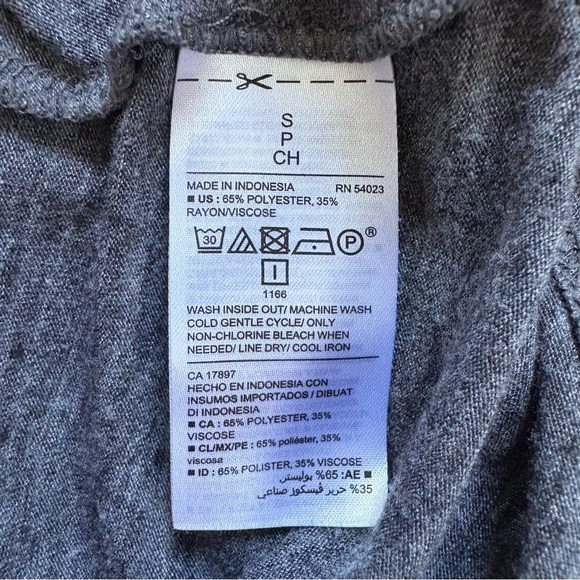 S
P
CH
MADE IN INDONESIA RN 54023
■ US : 65% POLYESTER, 35%
RAYON/VISCOSE
30 P ®
I
1166
WASH INSIDE OUT/ MACHINE WASH
COLD GENTLE CYCLE/ ONLY
NON-CHLORINE BLEACH WHEN
NEEDED/ LINE DRY/ COOL IRON
CA 17897
HECHO EN INDONESIA CON
INSUMOS IMPORTADOS / DIBUAT
DI INDONESIA
■ CA : 65% POLYESTER, 35%
VISCOSE
■ CL/MX/PE : 65% poliéster, 35%
viscosa
■ ID : 65% POLISTER, 35% VISCOSE
■ AE: 65% بوليستر,
35% حرير ڤيسكوز صناعي